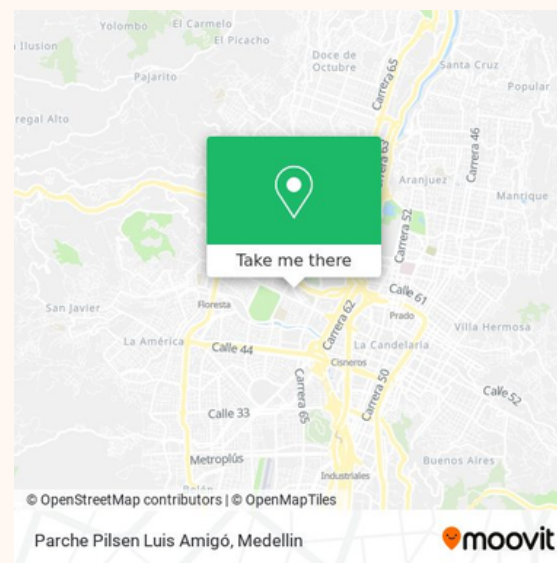 Yolombo
El Carmelo
El Picacho
a Ilusion
Pajarito
Doce de
Octubre
Carrera 65
Santa Cruz
Popular
regal Alto
Carrera 63
Carrera 46
Aranjuez
Manrique
Carrera 52
Take me there
San Javier
Floresta
Calle 61
Prado
Carrera 62
Villa Hermosa
La América
Calle 44
La Candelaria
Cisneros
Carrera 50
Calle 52
Calle 33
Carrera 65
Metroplús
Belén
Buenos Aires
Industriales
© OpenStreetMap contributors | © OpenMapTiles
Parche Pilsen Luis Amigó, Medellin
moovit